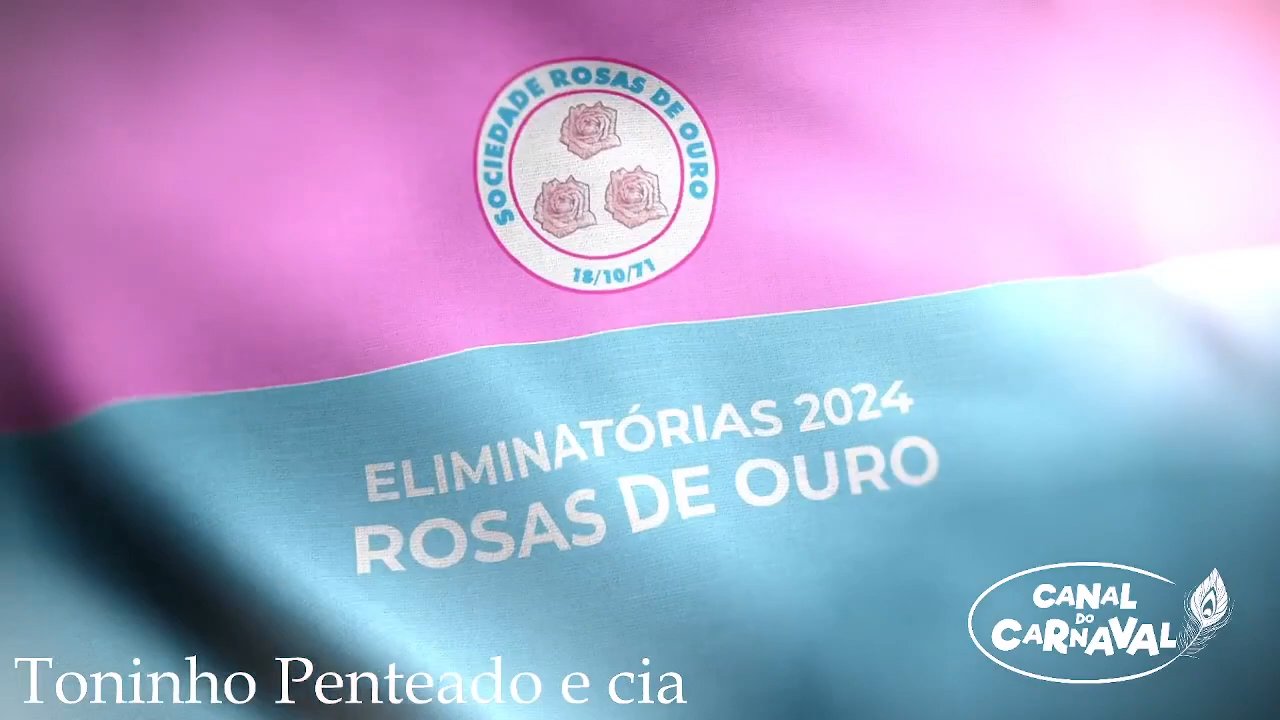 SOCIEDADE ROSAS DE OURO
18/10/71
ELIMINATÓRIAS 2024
ROSAS DE OURO
CANAL
DO
CARNAVAL
Toninho Penteado e cia